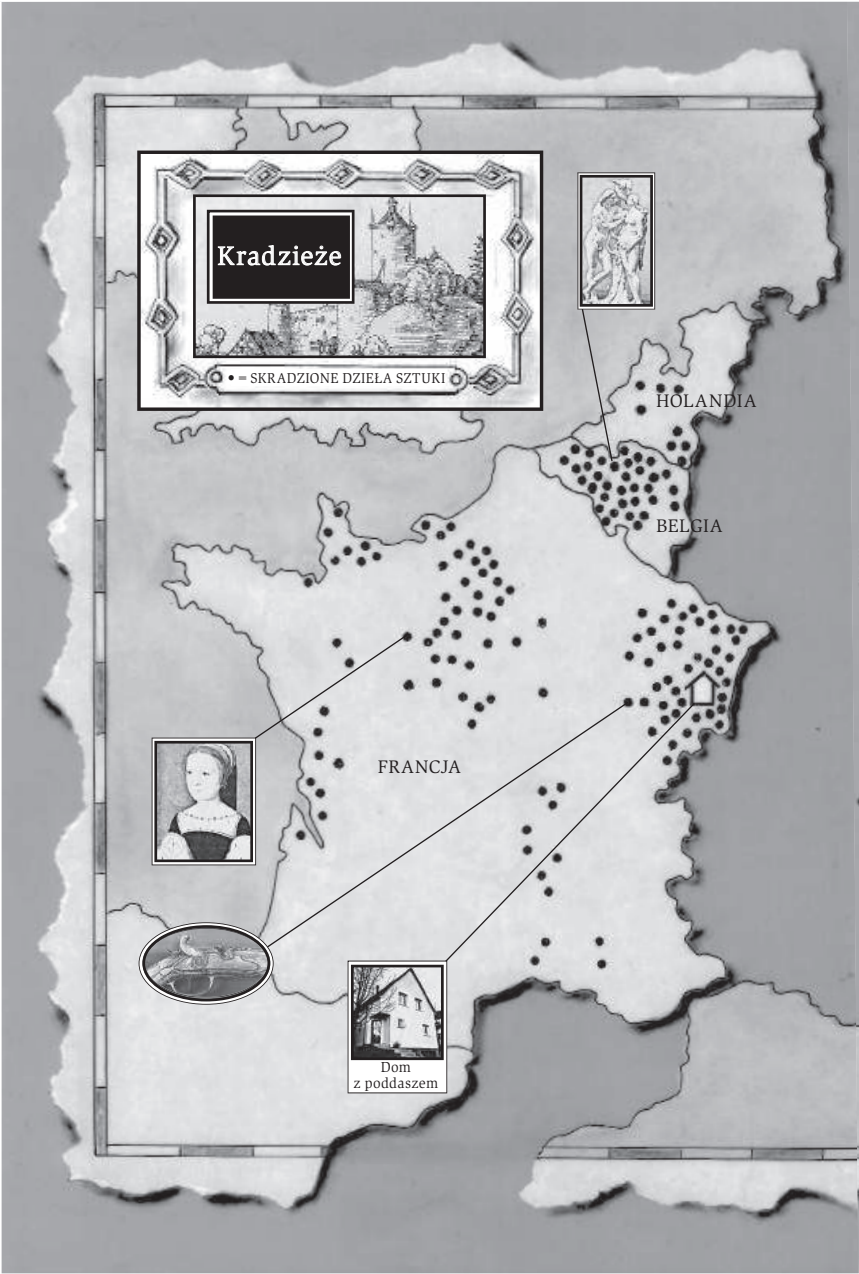 Kradzieże
• = SKRADZIONE DZIEŁA SZTUKI
HOLANDIA
BELGIA
FRANCJA
Dom
z poddaszem